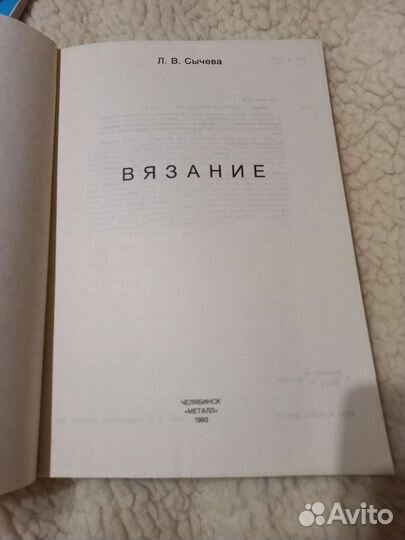 Л. В. Сычева
ВЯЗАНИЕ
ЧЕЛЯБИНСК
«МЕТАЛЛ»
1993
Avito